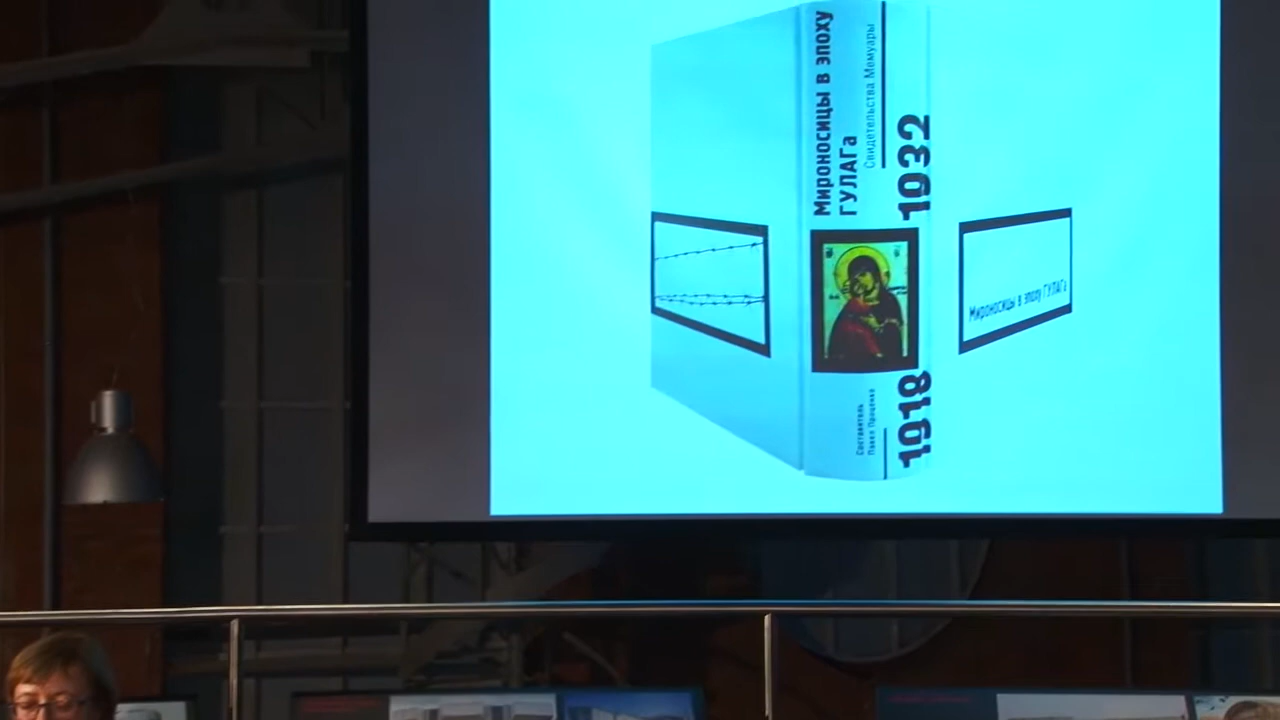 Мироносицы в эпоху
ГУЛАГа
Свидетельства Мемуары
1918 1932
Составитель
Павел Проценко
Мироносицы в эпоху ГУЛАГа